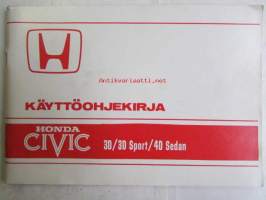 Antikvariaatti.net
KÄYTTÖOHJEKIRJA
HONDA
CIVIC 3D/3D Sport/4D Sedan